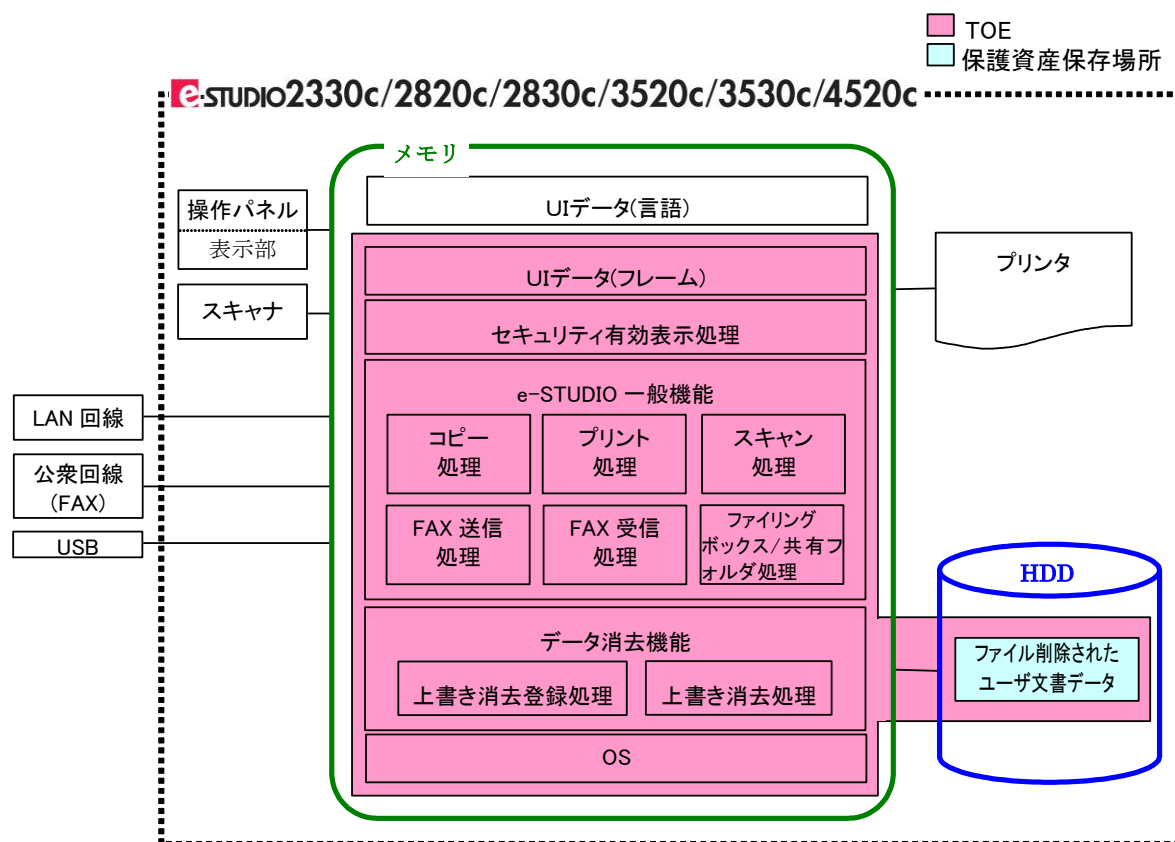 TOE
保護資産保存場所
e-STUDIO2330c/2820c/2830c/3520c/3530c/4520c
メモリ
操作パネル
表示部
スキャナ
LAN 回線
公衆回線
(FAX)
USB
UIデータ(言語)
UIデータ(フレーム)
セキュリティ有効表示処理
e-STUDIO 一般機能
コピー
処理
プリント
処理
スキャン
処理
FAX 送信
処理
FAX 受信
処理
ファイリング
ボックス/共有フ
ォルダ処理
データ消去機能
上書き消去登録処理
上書き消去処理
OS
プリンタ
HDD
ファイル削除された
ユーザ文書データ